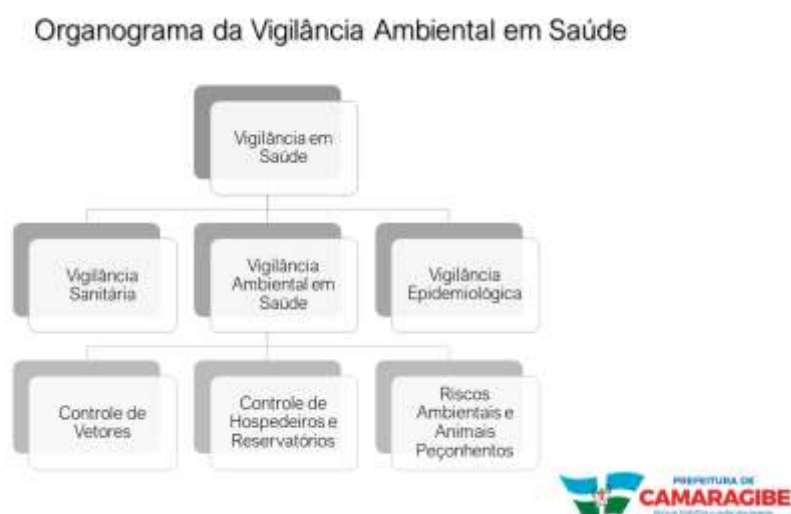 Organograma da Vigilância Ambiental em Saúde
Vigilância em
Saúde
Vigilância
Sanitária
Vigilância
Ambiental em
Saúde
Vigilância
Epidemiológica
Controle de
Vetores
Controle de
Hospedeiros e
Reservatórios
Riscos
Ambientais e
Animais
Peçonhentos
PREFEITURA DE
CAMARAGIBE